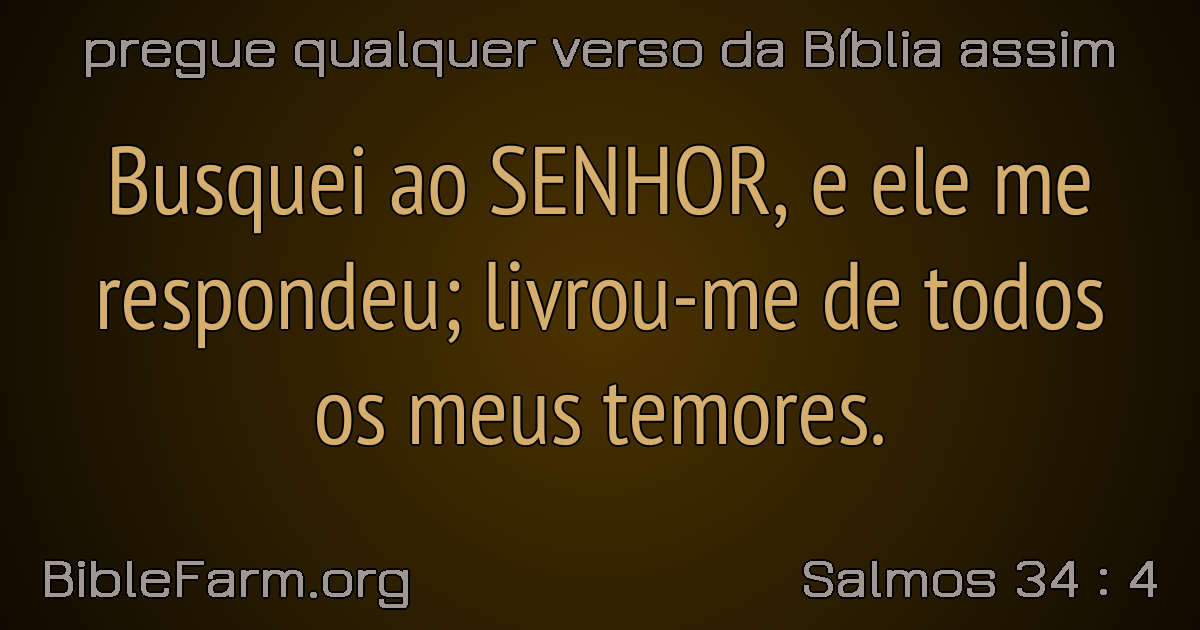 pregue qualquer verso da Bíblia assim
Busquei ao SENHOR, e ele me
respondeu; livrou-me de todos
os meus temores.
BibleFarm.org
Salmos 34 : 4